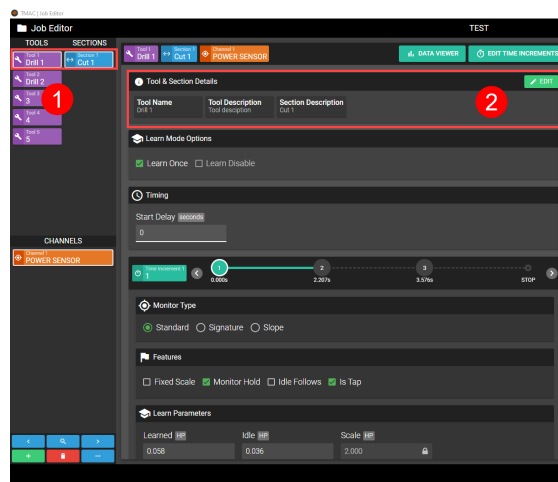 TMAC | Job Editor
Job Editor
TEST
TOOLS SECTIONS
Tool 1
Drill 1
Section 1
Cut 1
Tool 2
Drill 2
Tool 3
3
Tool 4
4
Tool 5
5
1
CHANNELS
Channel 1
POWER SENSOR
Tool 1
Drill 1
Section 1
Cut 1
Channel 1
POWER SENSOR
DATA VIEWER
EDIT TIME INCREMENTS
Tool & Section Details
EDIT
2
Tool Name Tool Description Section Description
Drill 1 Tool desciption Cut 1
Learn Mode Options
Learn Once Learn Disable
Timing
Start Delay seconds
0
Time Increment 1
1
1 2 3
0.000s 2.207s 3.576s STOP
Monitor Type
Standard Signature Slope
Features
Fixed Scale Monitor Hold Idle Follows Is Tap
Learn Parameters
Learned HP Idle HP Scale HP
0.058 0.036 2.000